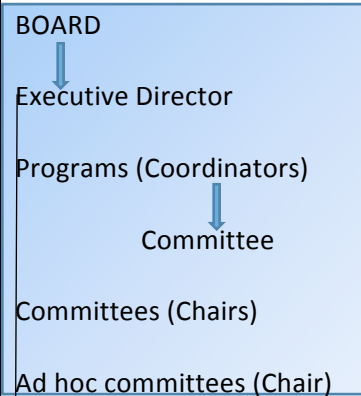 BOARD
Executive Director
Programs (Coordinators)
Committee
Committees (Chairs)
Ad hoc committees (Chair)